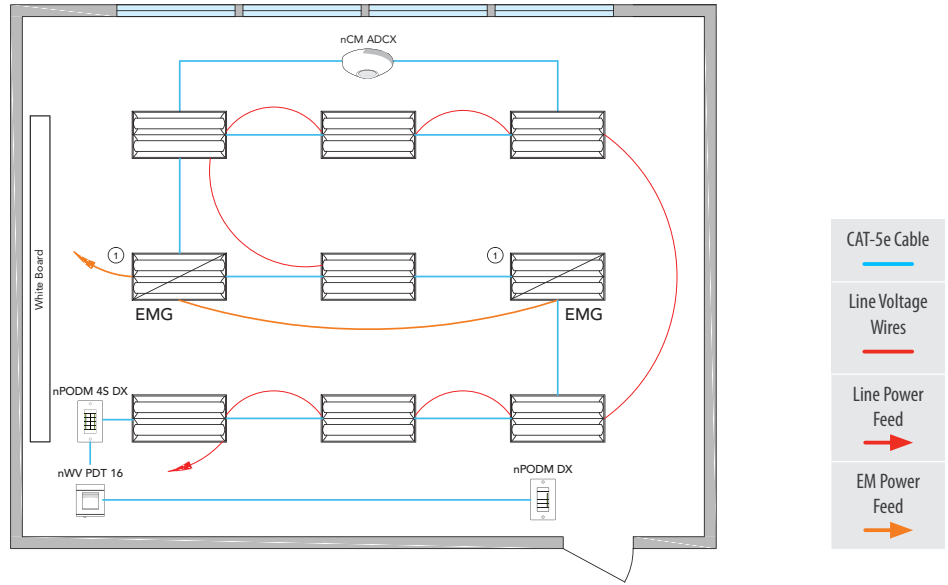 nCM ADCX
CAT-5e Cable
1
1
White Board
Line Voltage
Wires
EMG
EMG
nPODM 4S DX
Line Power
Feed
nWV PDT 16
nPODM DX
EM Power
Feed